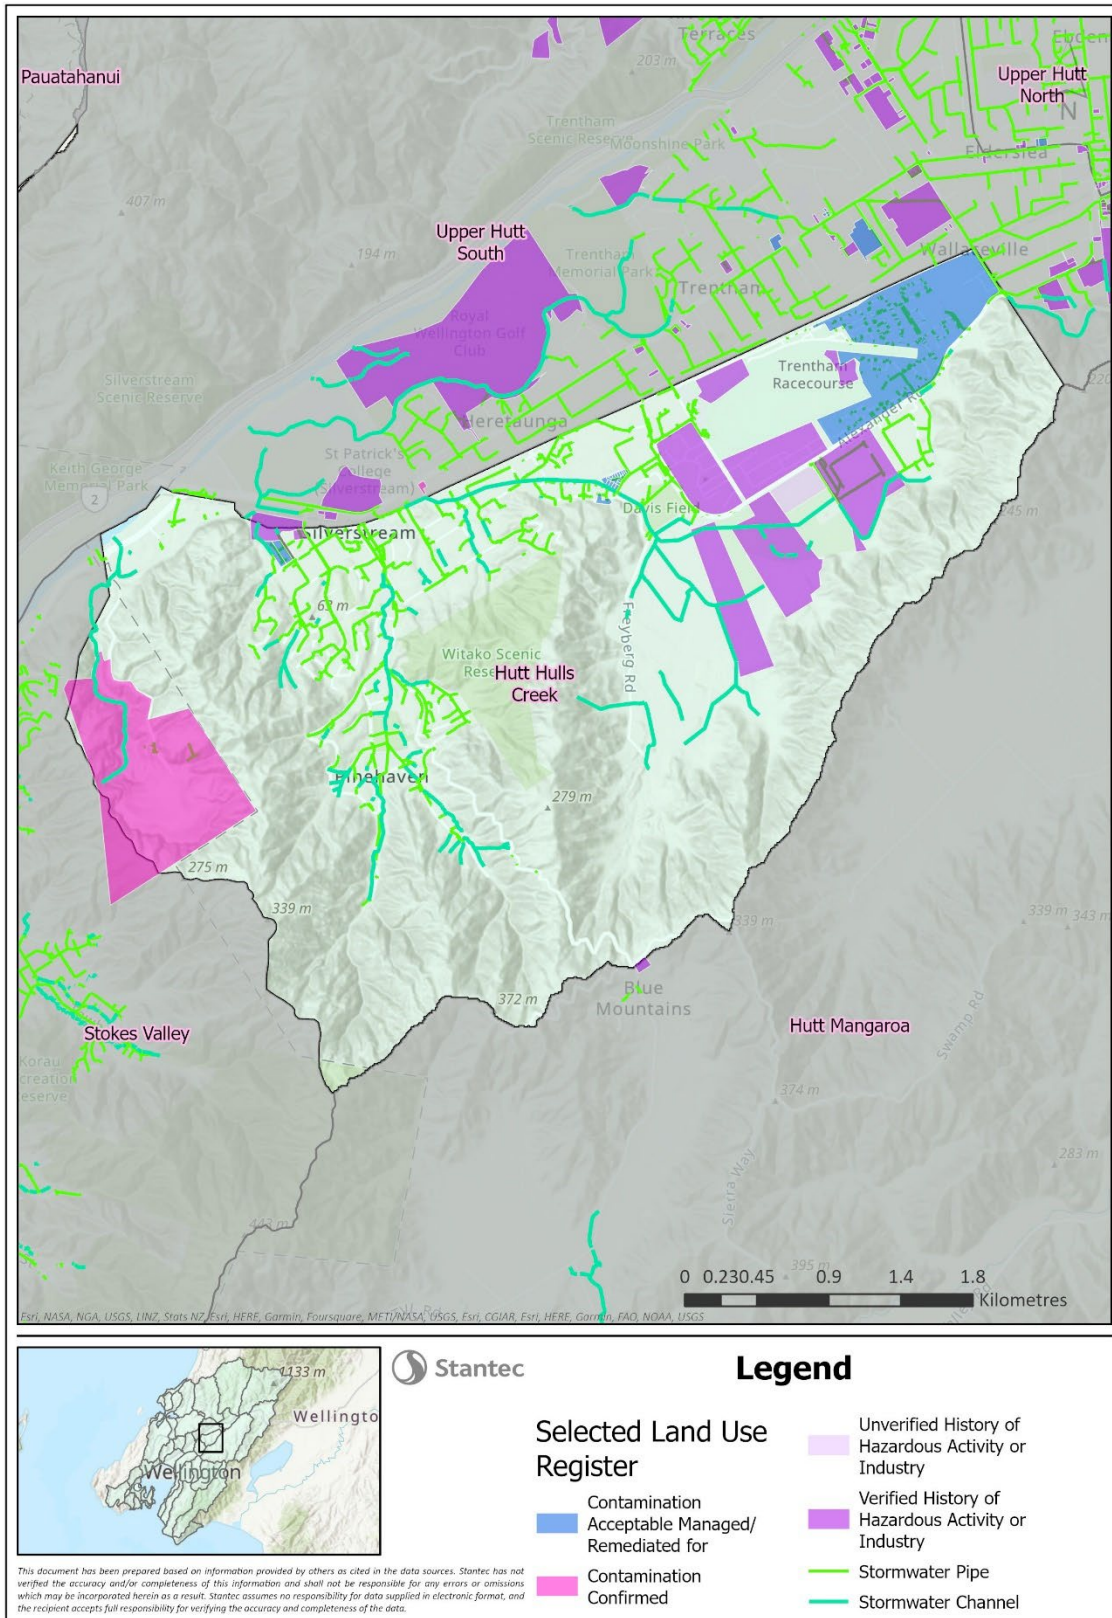 Pauatahanui
Terraces
203 m
Upper Hutt
North
Trentham
Scenic Reserve
Moonshine Park
Elderslea
407 m
Upper Hutt
South
194 m
Trentham
Memorial Park
Wallaceville
Trentham
Royal
Wellington Golf
Club
Silverstream
Scenic Reserve
Trentham
Racecourse
Heretaunga
Alexander Rd
St Patrick's
College
(Silverstream)
Keith George
Memorial Park
2
Davis Field
Silverstream
345 m
63 m
Freyberg Rd
Witako Scenic
Hutt Hulls
Creek
Pinehaven
279 m
275 m
339 m
339 m
339 m
343 m
372 m
Blue
Mountains
Stokes Valley
Hutt Mangaroa
Swamp Rd
374 m
283 m
Sierra Way
443 m
395 m
0 0.230.45 0.9 1.4 1.8
Kilometres
Esri, NASA, NGA, USGS, LINZ, Stats NZ, Esri, HERE, Garmin, Foursquare, METI/NASA, USGS, Esri, CGIAR, Esri, HERE, Garmin, FAO, NOAA, USGS
1133 m
Wellingto
Wellington
Stantec
Legend
Selected Land Use
Register
Contamination
Acceptable Managed/
Remediated for
Contamination
Confirmed
Unverified History of
Hazardous Activity or
Industry
Verified History of
Hazardous Activity or
Industry
Stormwater Pipe
Stormwater Channel
This document has been prepared based on information provided by others as cited in the data sources. Stantec has not
verified the accuracy and/or completeness of this information and shall not be responsible for any errors or omissions
which may be incorporated herein as a result. Stantec assumes no responsibility for data supplied in electronic format, and
the recipient accepts full responsibility for verifying the accuracy and completeness of the data.